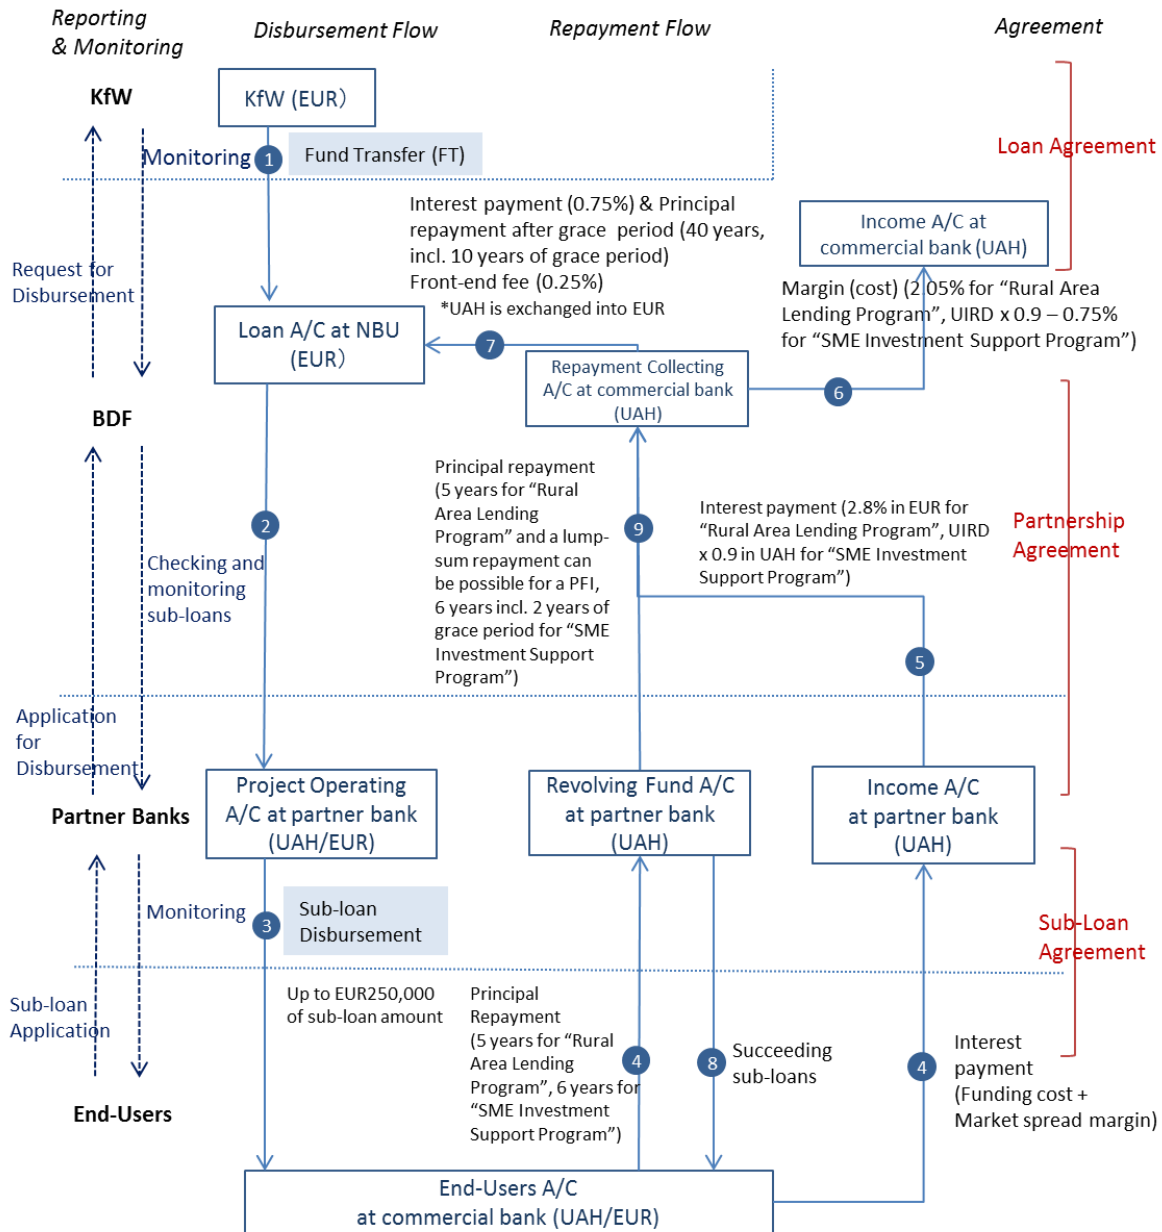 Reporting
& Monitoring
Disbursement Flow
Repayment Flow
Agreement
KfW
KfW (EUR）
Monitoring
1
Fund Transfer (FT)
Loan Agreement
Interest payment (0.75%) & Principal
repayment after grace period (40 years,
incl. 10 years of grace period)
Front-end fee (0.25%)
*UAH is exchanged into EUR
Income A/C at
commercial bank (UAH)
Request for
Disbursement
Margin (cost) (2.05% for “Rural Area
Lending Program”, UIRD x 0.9 – 0.75%
for “SME Investment Support Program”)
Loan A/C at NBU
(EUR）
7
Repayment Collecting
A/C at commercial bank
(UAH)
6
BDF
Principal repayment
(5 years for “Rural
Area Lending
Program” and a lump-
sum repayment can
be possible for a PFI,
6 years incl. 2 years of
grace period for “SME
Investment Support
Program”)
2
9
Interest payment (2.8% in EUR for
“Rural Area Lending Program”, UIRD
x 0.9 in UAH for “SME Investment
Support Program”)
Partnership
Agreement
Checking and
monitoring
sub-loans
5
Application
for
Disbursement
Partner Banks
Project Operating
A/C at partner bank
(UAH/EUR)
Revolving Fund A/C
at partner bank
(UAH)
Income A/C
at partner bank
(UAH)
Monitoring
3
Sub-loan
Disbursement
Sub-Loan
Agreement
Sub-loan
Application
Up to EUR250,000
of sub-loan amount
Principal
Repayment
(5 years for “Rural
Area Lending
Program”, 6 years for
“SME Investment
Support Program”)
4
8
Succeeding
sub-loans
4
Interest
payment
(Funding cost +
Market spread margin)
End-Users
End-Users A/C
at commercial bank (UAH/EUR)